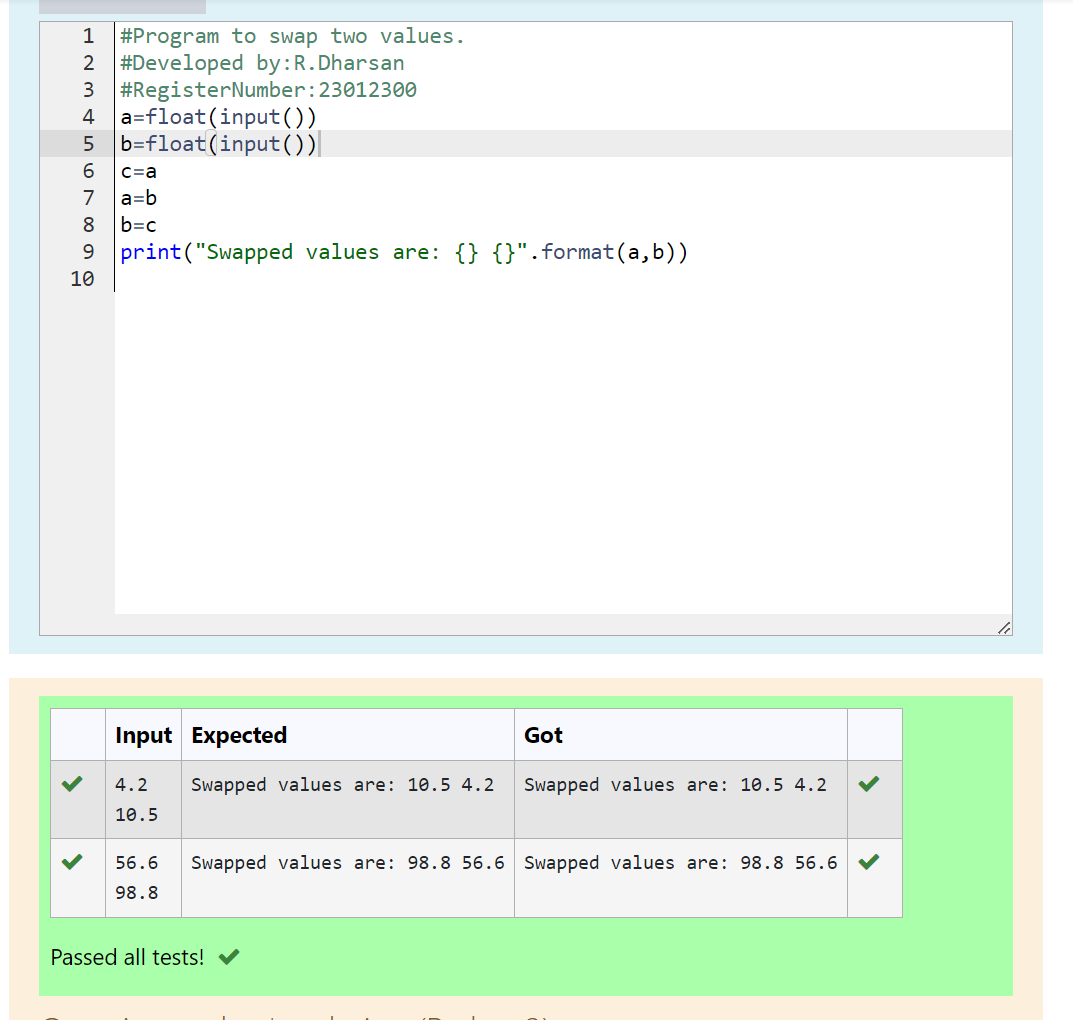 1 #Program to swap two values.
2 #Developed by:R.Dharsan
3 #RegisterNumber:23012300
4 a=float(input())
5 b=float(input())
6 c=a
7 a=b
8 b=c
9 print("Swapped values are: {} {}".format(a,b))
10
Input Expected Got
4.2 Swapped values are: 10.5 4.2 Swapped values are: 10.5 4.2
10.5
56.6 Swapped values are: 98.8 56.6 Swapped values are: 98.8 56.6
98.8
Passed all tests!